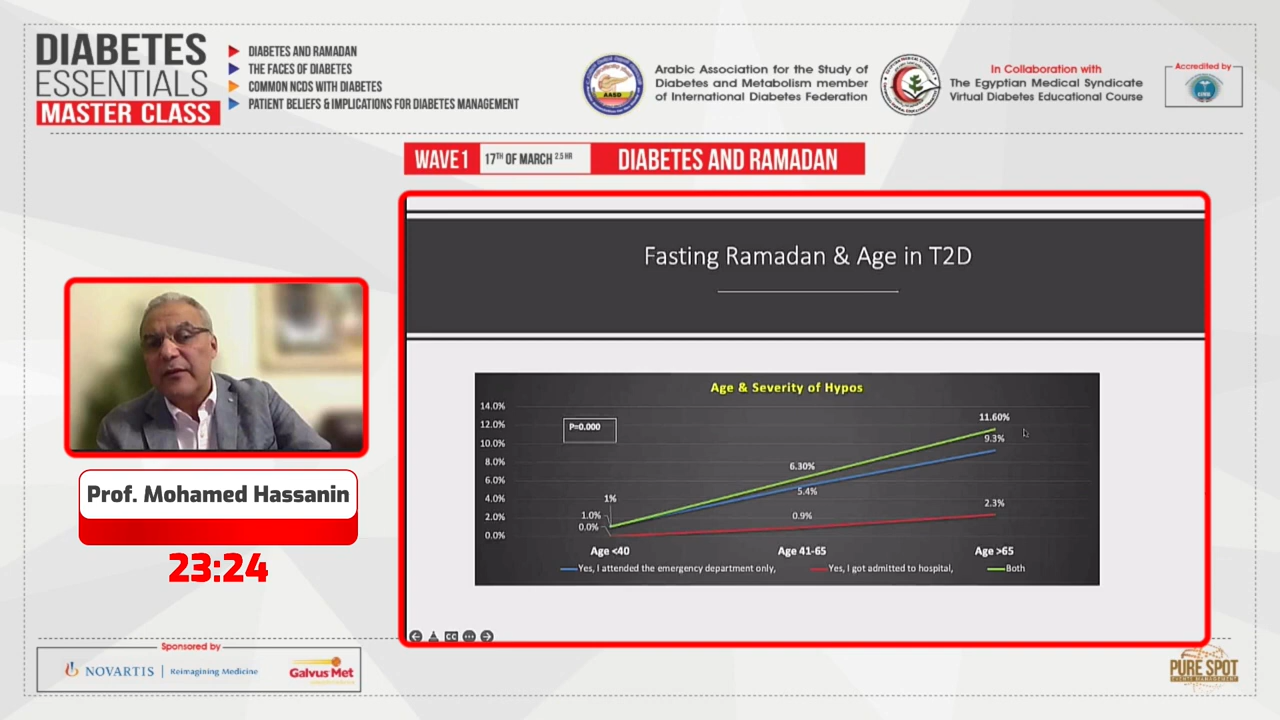 DIABETES
ESSENTIALS
MASTER CLASS
DIABETES AND RAMADAN
THE FACES OF DIABETES
COMMON NCDS WITH DIABETES
PATIENT BELIEFS & IMPLICATIONS FOR DIABETES MANAGEMENT
AASD
Arabic Association for the Study of
Diabetes and Metabolism member
of International Diabetes Federation
In Collaboration with
The Egyptian Medical Syndicate
Virtual Diabetes Educational Course
Accredited by
WAVE1
17TH OF MARCH 2.5 HR
DIABETES AND RAMADAN
Fasting Ramadan & Age in T2D
Age & Severity of Hypos
P=0.000
14.0%
12.0%
10.0%
8.0%
6.0%
4.0%
2.0%
0.0%
1%
1.0%
0.0%
6.30%
5.4%
0.9%
11.60%
9.3%
2.3%
Age <40
Age 41-65
Age >65
Yes, I attended the emergency department only,
Yes, I got admitted to hospital,
Both
Prof. Mohamed Hassanin
23:24
Sponsored by
NOVARTIS | Reimagining Medicine
Galvus Met
PURE SPOT
EVENTS MANAGEMENT